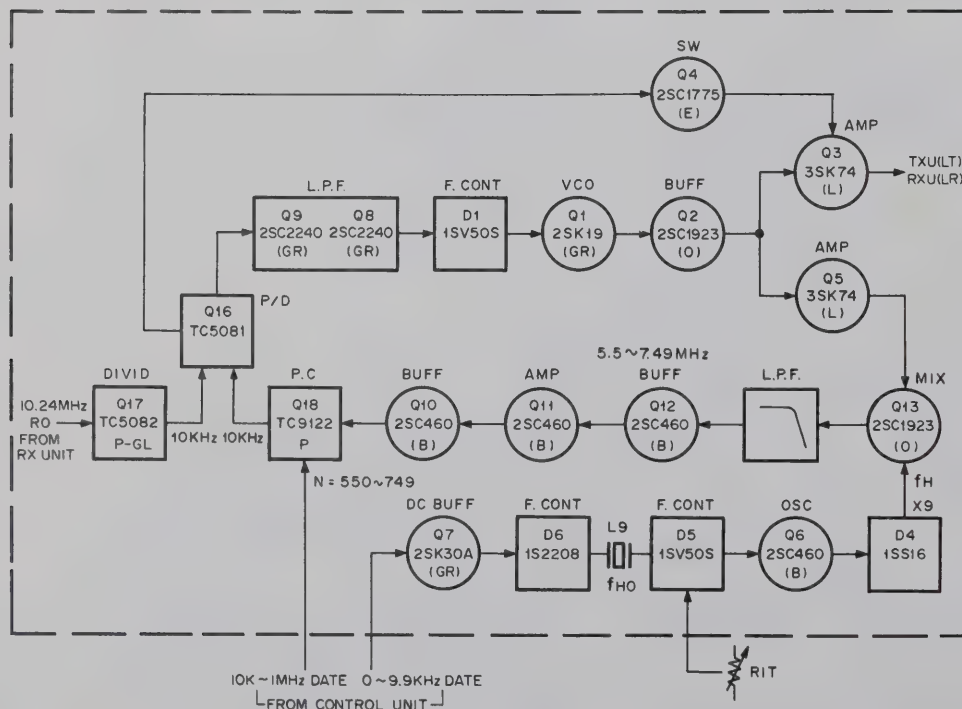 SW
Q4
2SC1775
(E)
AMP
Q3
3SK74
(L)
TXU(LT)
RXU(LR)
L.P.F.
Q9 Q8
2SC2240 2SC2240
(GR) (GR)
F. CONT
D1
1SV50S
VCO
Q1
2SK19
(GR)
BUFF
Q2
2SC1923
(O)
AMP
Q5
3SK74
(L)
P/D
Q16
TC5081
DIVID
10.24MHz
RO
FROM
RX UNIT
Q17
TC5082
P-GL
10KHz 10KHz
P.C
Q18
TC9122
P
N = 550~749
BUFF
Q10
2SC460
(B)
AMP
Q11
2SC460
(B)
5.5~7.49MHz
BUFF
Q12
2SC460
(B)
L.P.F.
MIX
Q13
2SC1923
(O)
fH
X9
DC BUFF
Q7
2SK30A
(GR)
F. CONT
D6
1S2208
L9
fHO
F. CONT
D5
1SV50S
OSC
Q6
2SC460
(B)
D4
1SS16
RIT
10K~1MHz DATE 0~9.9KHz DATE
FROM CONTROL UNIT